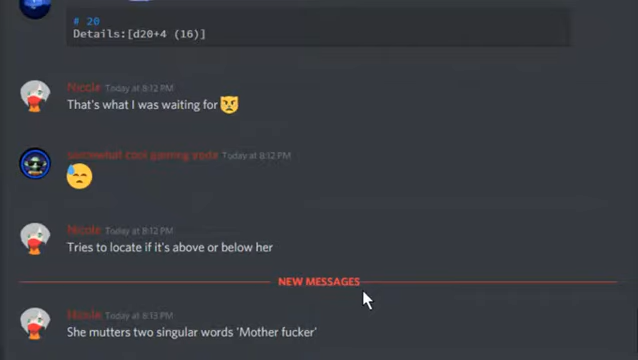 # 20
Details:[d20+4 (16)]
Nicole Today at 8:12 PM
That's what I was waiting for
somewhat cool gaming Today at 8:12 PM
Nicole Today at 8:12 PM
Tries to locate if it's above or below her
NEW MESSAGES
Nicole Today at 8:13 PM
She mutters two singular words 'Mother fucker'